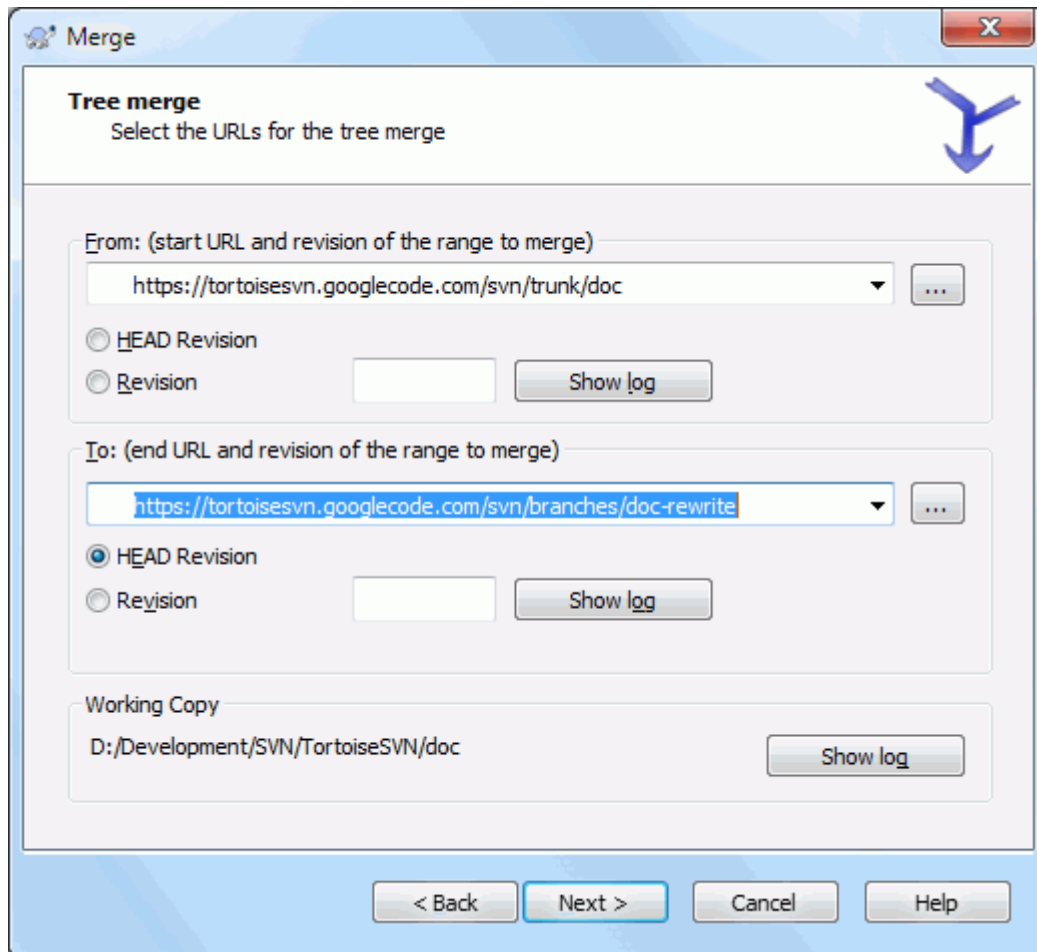 Merge
Tree merge
Select the URLs for the tree merge
From: (start URL and revision of the range to merge)
https://tortoisesvn.googlecode.com/svn/trunk/doc
...
HEAD Revision
Revision
Show log
To: (end URL and revision of the range to merge)
https://tortoisesvn.googlecode.com/svn/branches/doc-rewrite
...
HEAD Revision
Revision
Show log
Working Copy
D:/Development/SVN/TortoiseSVN/doc
Show log
< Back
Next >
Cancel
Help